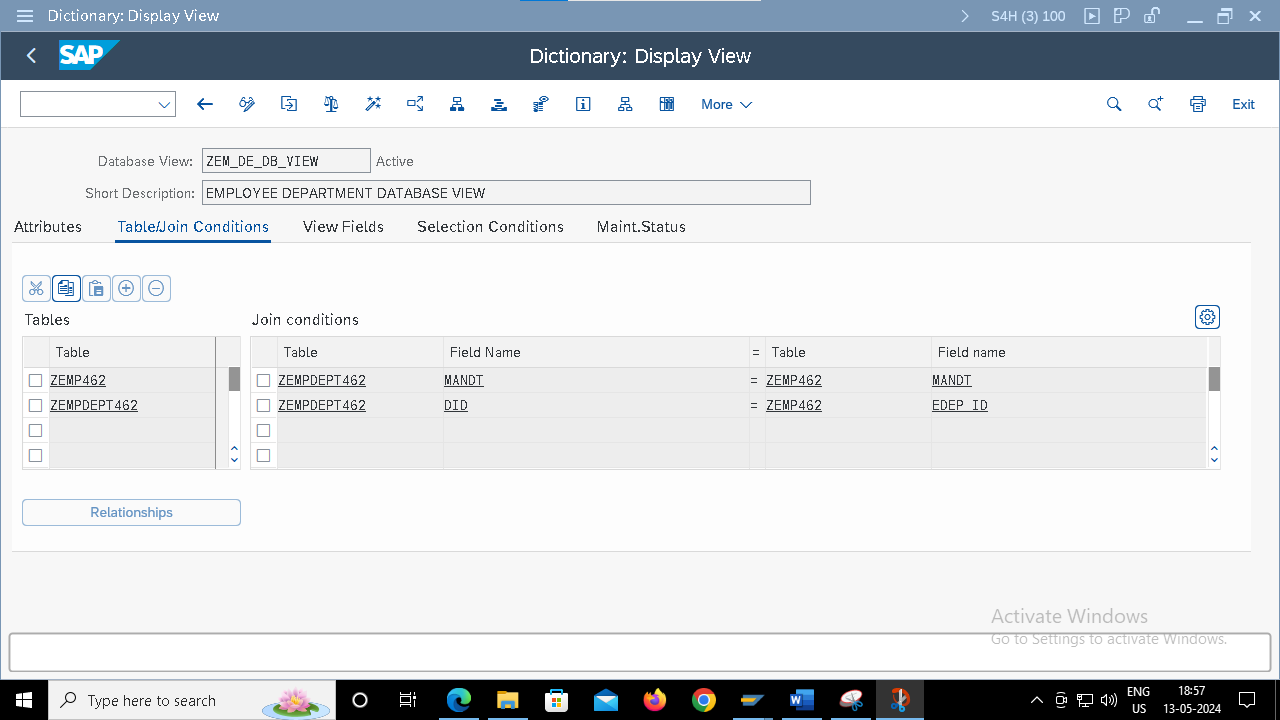 Dictionary: Display View
S4H (3) 100
SAP
Dictionary: Display View
More
Exit
Database View: ZEM_DE_DB_VIEW Active
Short Description: EMPLOYEE DEPARTMENT DATABASE VIEW
Attributes Table/Join Conditions View Fields Selection Conditions Maint.Status
Tables
Join conditions
Table
Table Field Name = Table Field name
ZEMP462
ZEMPDEPT462 MANDT = ZEMP462 MANDT
ZEMPDEPT462
ZEMPDEPT462 DID = ZEMP462 EDEP_ID
Relationships
Activate Windows
Go to Settings to activate Windows.
Type here to search
ENG
US
18:57
13-05-2024